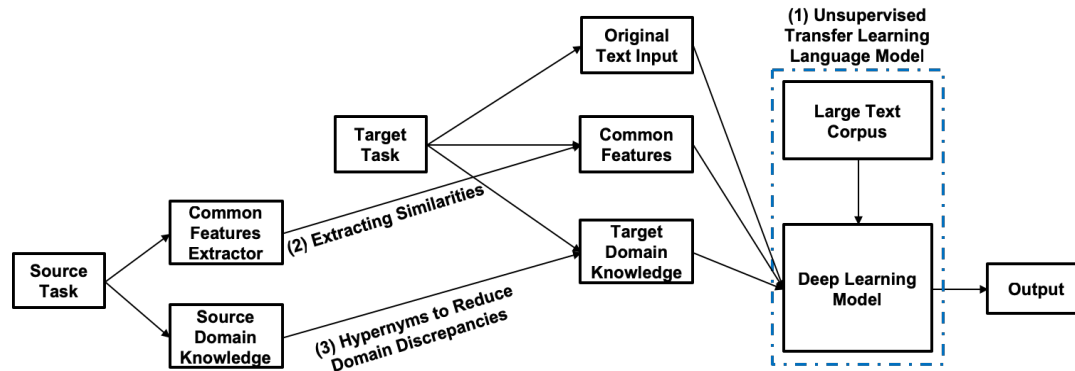 (1) Unsupervised
Transfer Learning
Language Model
Original
Text Input
Large Text
Corpus
Target
Task
Common
Features
(2) Extracting Similarities
Common
Features
Extractor
Target
Domain
Knowledge
Source
Task
Deep Learning
Model
Output
Source
Domain
Knowledge
(3) Hypernyms to Reduce
Domain Discrepancies